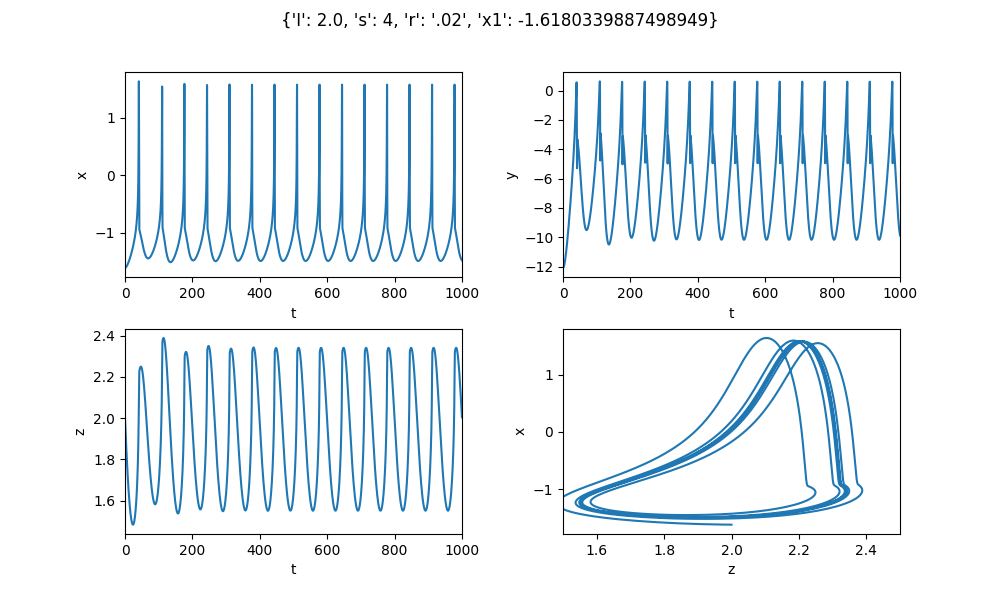 {'I': 2.0, 's': 4, 'r': '.02', 'x1': -1.6180339887498949}
1
0
−1
x
0 200 400 600 800 1000
t
0
−2
−4
−6
−8
−10
−12
y
0 200 400 600 800 1000
t
2.4
2.2
2.0
1.8
1.6
z
0 200 400 600 800 1000
t
1
0
−1
x
1.6 1.8 2.0 2.2 2.4
z